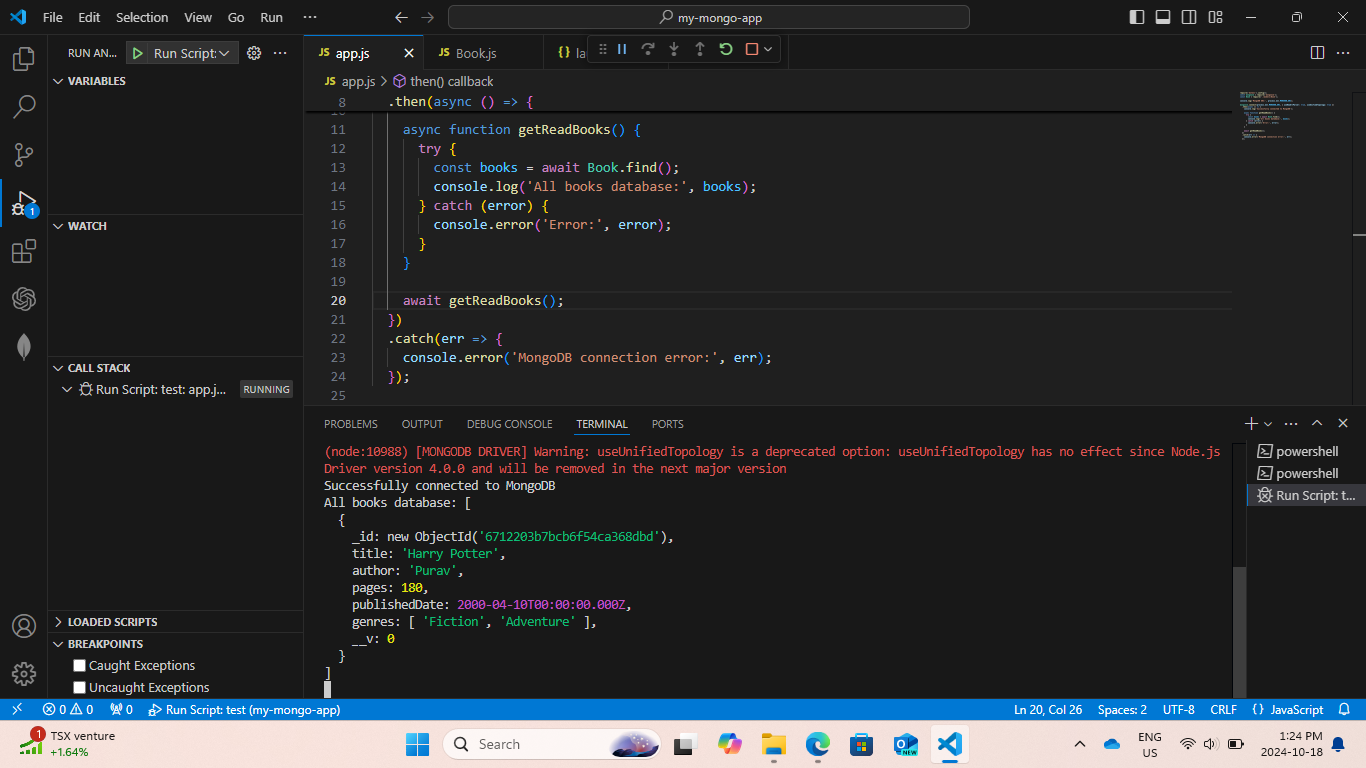 File Edit Selection View Go Run ··· my-mongo-app
RUN AN... Run Script: ···
app.js Book.js la
app.js > then() callback
VARIABLES
WATCH
CALL STACK
Run Script: test: app.j... RUNNING
LOADED SCRIPTS
BREAKPOINTS
Caught Exceptions
Uncaught Exceptions
8 .then(async () => {
11 async function getReadBooks() {
12 try {
13 const books = await Book.find();
14 console.log('All books database:', books);
15 } catch (error) {
16 console.error('Error:', error);
17 }
18 }
19
20 await getReadBooks();
21 })
22 .catch(err => {
23 console.error('MongoDB connection error:', err);
24 });
25
PROBLEMS OUTPUT DEBUG CONSOLE TERMINAL PORTS
(node:10988) [MONGODB DRIVER] Warning: useUnifiedTopology is a deprecated option: useUnifiedTopology has no effect since Node.js
Driver version 4.0.0 and will be removed in the next major version
Successfully connected to MongoDB
All books database: [
{
_id: new ObjectId('6712203b7bcb6f54ca368dbd'),
title: 'Harry Potter',
author: 'Purav',
pages: 180,
publishedDate: 2000-04-10T00:00:00.000Z,
genres: [ 'Fiction', 'Adventure' ],
__v: 0
}
]
powershell
powershell
Run Script: t...
0 0 0 Run Script: test (my-mongo-app) Ln 20, Col 26 Spaces: 2 UTF-8 CRLF {} JavaScript
1 TSX venture
+1.64%
Search
NEW
ENG
US
1:24 PM
2024-10-18